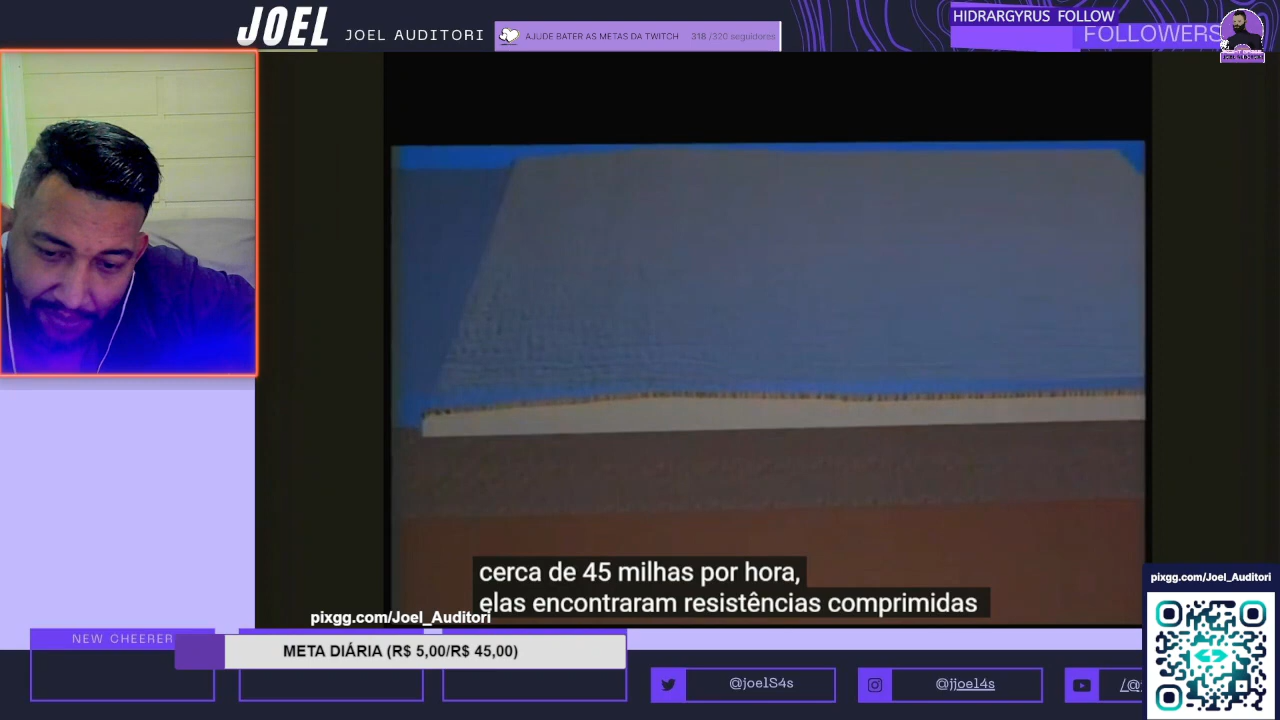 JOEL
JOEL AUDITORI
AJUDE BATER AS METAS DA TWITCH 318 /320 seguidores
HIDRARGYRUS FOLLOW
FOLLOWERS
cerca de 45 milhas por hora,
elas encontraram resistências comprimidas
pixgg.com/Joel_Auditori
pixgg.com/Joel_Auditori
NEW CHEERER
META DIÁRIA (R$ 5,00/R$ 45,00)
@joelS4s
@jjoel4s
/@j